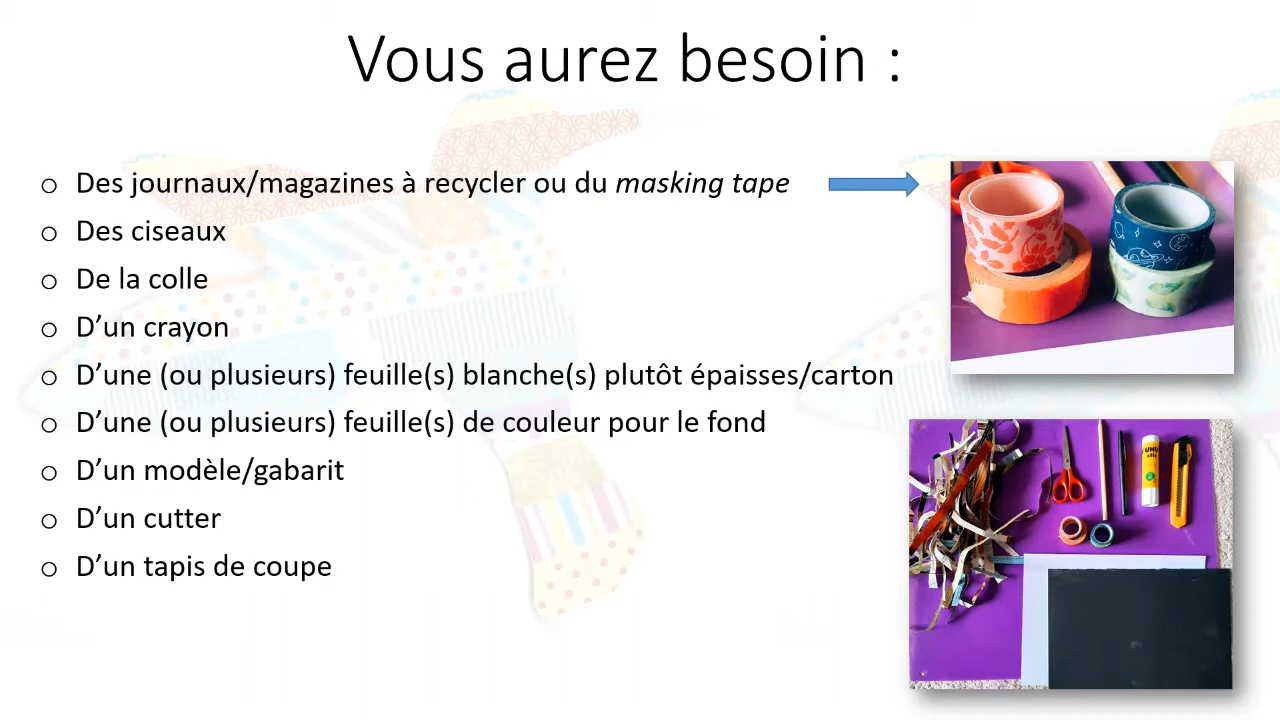 Vous aurez besoin :
o Des journaux/magazines à recycler ou du masking tape
o Des ciseaux
o De la colle
o D’un crayon
o D’une (ou plusieurs) feuille(s) blanche(s) plutôt épaisses/carton
o D’une (ou plusieurs) feuille(s) de couleur pour le fond
o D’un modèle/gabarit
o D’un cutter
o D’un tapis de coupe
UHU
stic